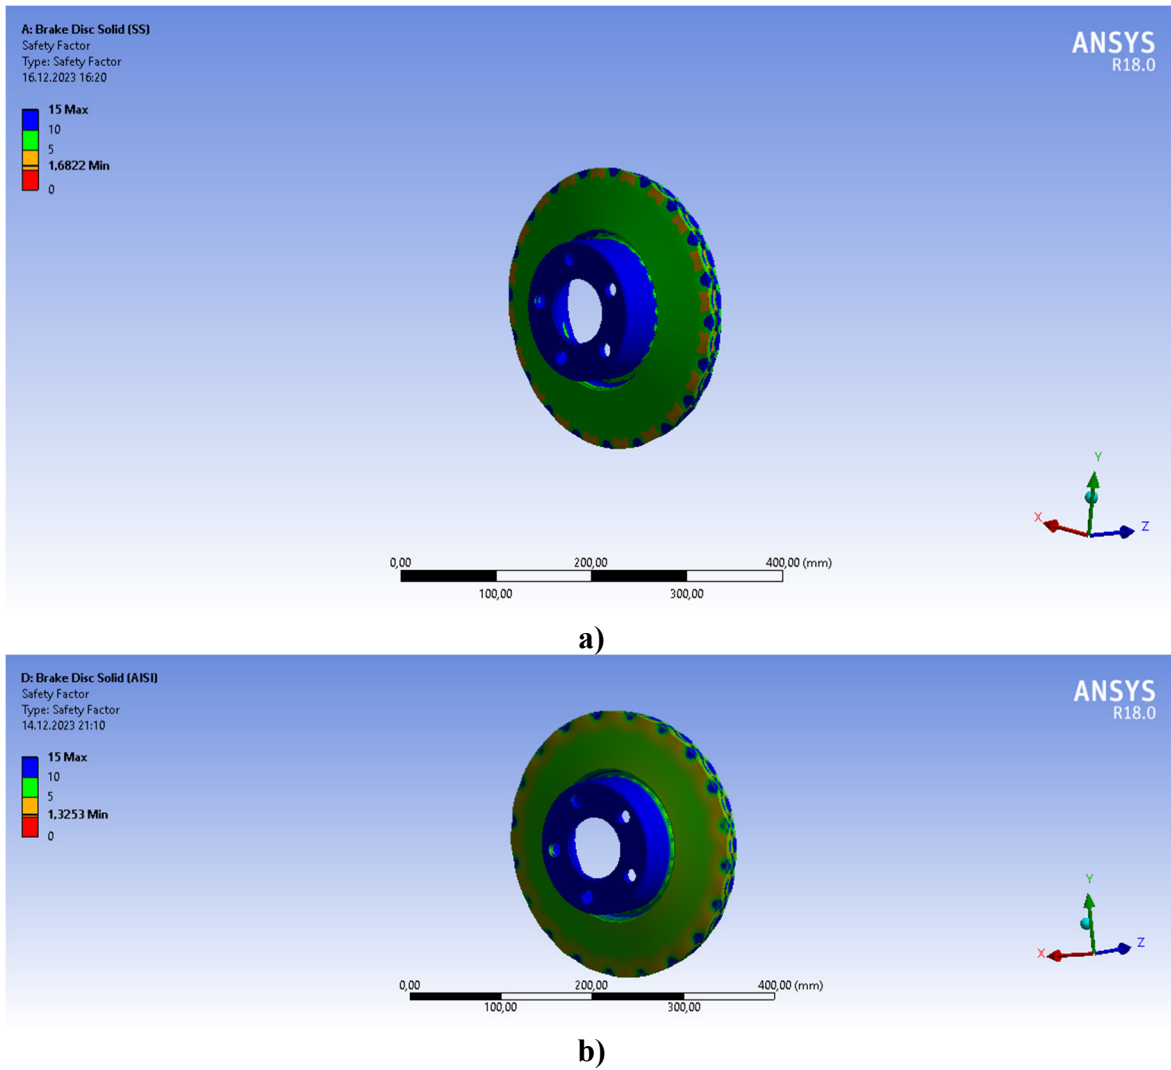 A: Brake Disc Solid (SS)
Safety Factor
Type: Safety Factor
16.12.2023 16:20
ANSYS
R18.0
15 Max
10
5
1,6822 Min
0
Y
X
Z
0,00 200,00 400,00 (mm)
100,00 300,00
a)
D: Brake Disc Solid (AISI)
Safety Factor
Type: Safety Factor
14.12.2023 21:10
ANSYS
R18.0
15 Max
10
5
1,3253 Min
0
Y
X
Z
0,00 200,00 400,00 (mm)
100,00 300,00
b)